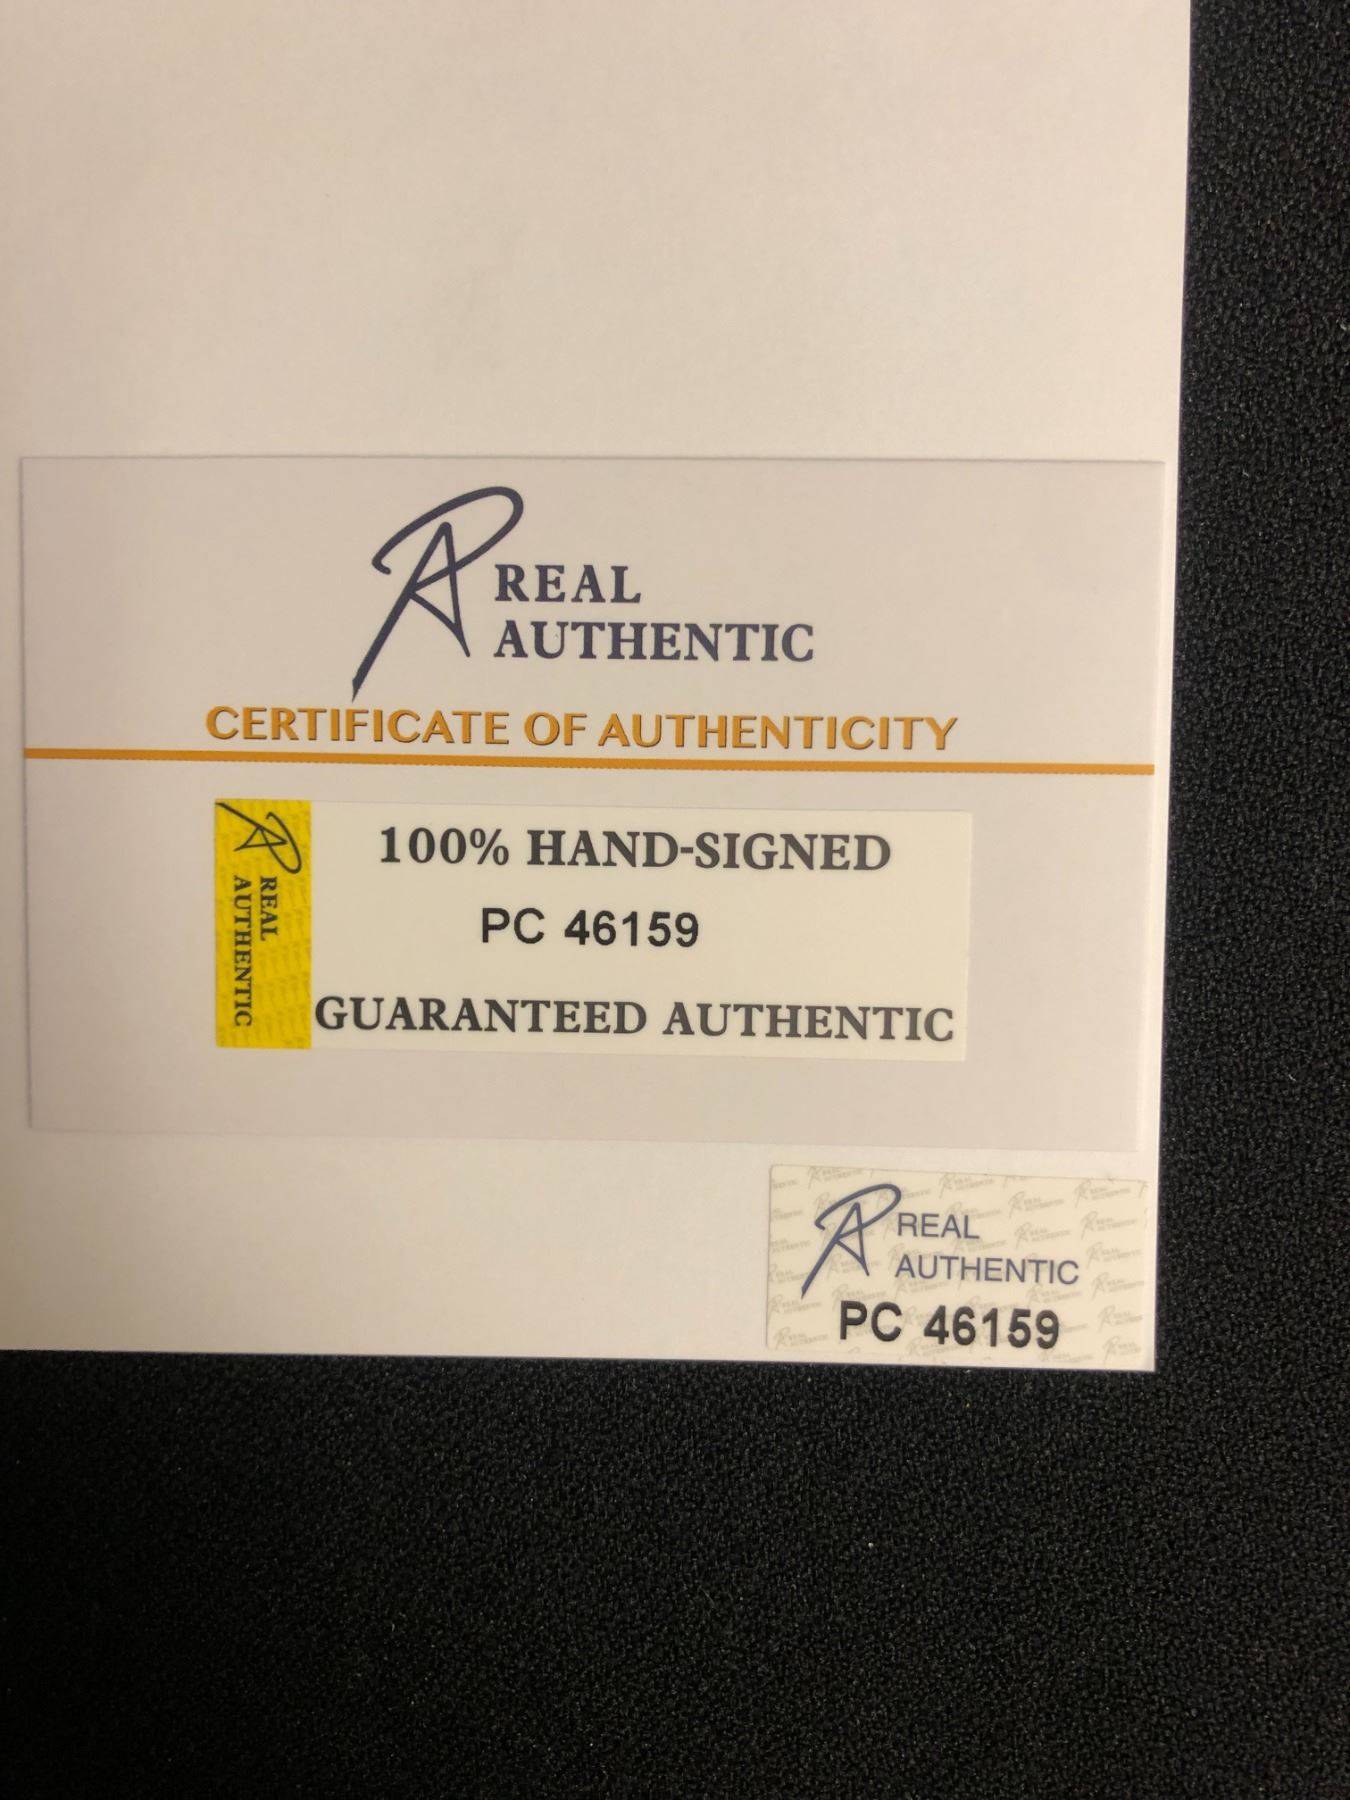 REAL
AUTHENTIC
CERTIFICATE OF AUTHENTICITY
REAL
AUTHENTIC
100% HAND-SIGNED
PC 46159
GUARANTEED AUTHENTIC
REAL
AUTHENTIC
PC 46159